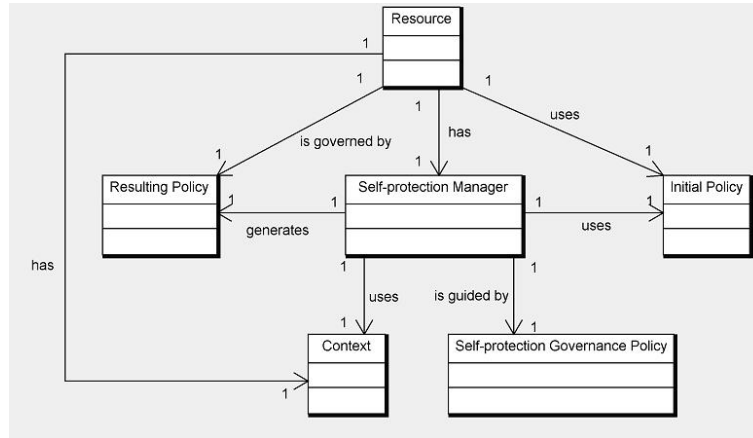 Resource
1
1
1
1
uses
is governed by
has
1
1
1
Resulting Policy
Self-protection Manager
Initial Policy
1
1
1
1
generates
uses
has
1
1
uses
is guided by
1
1
Context
Self-protection Governance Policy
1